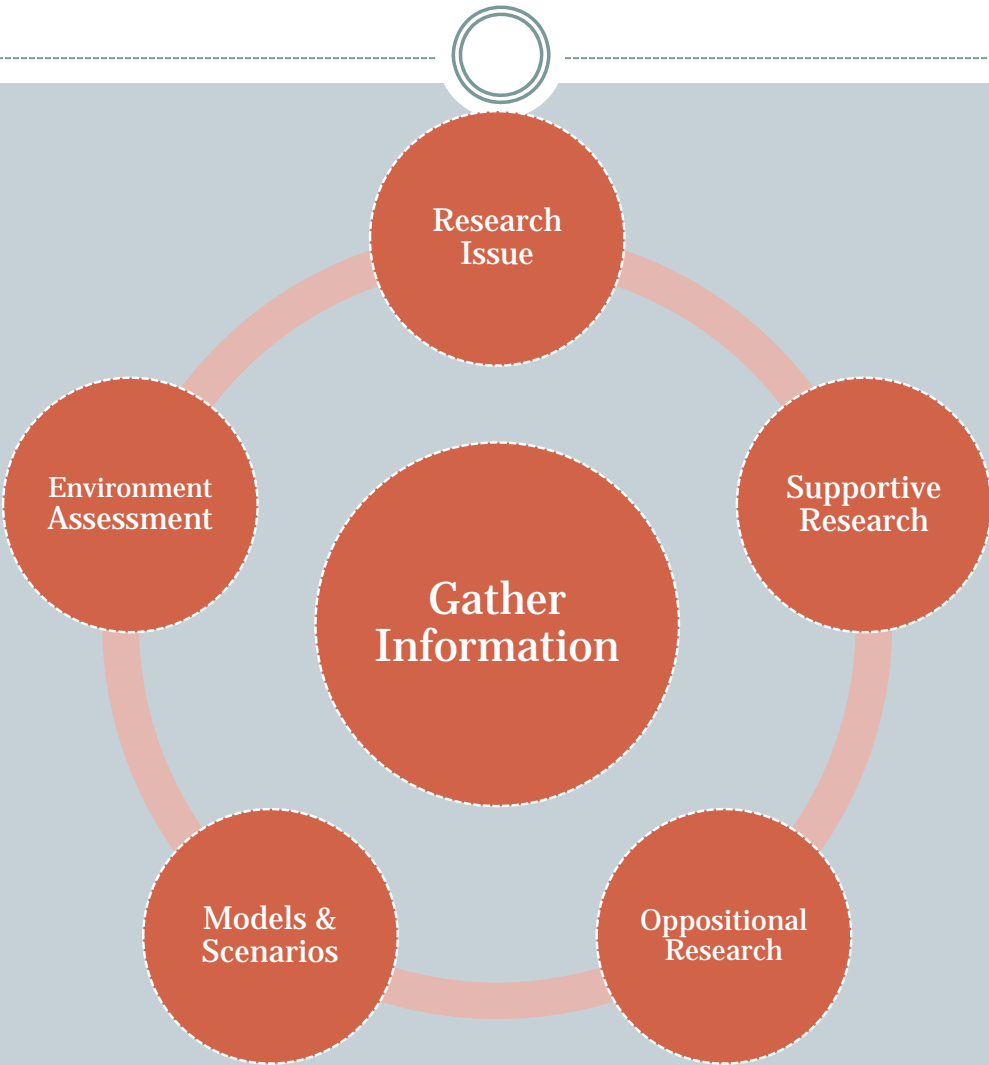 Research
Issue
Supportive
Research
Oppositional
Research
Models &
Scenarios
Environment
Assessment
Gather
Information